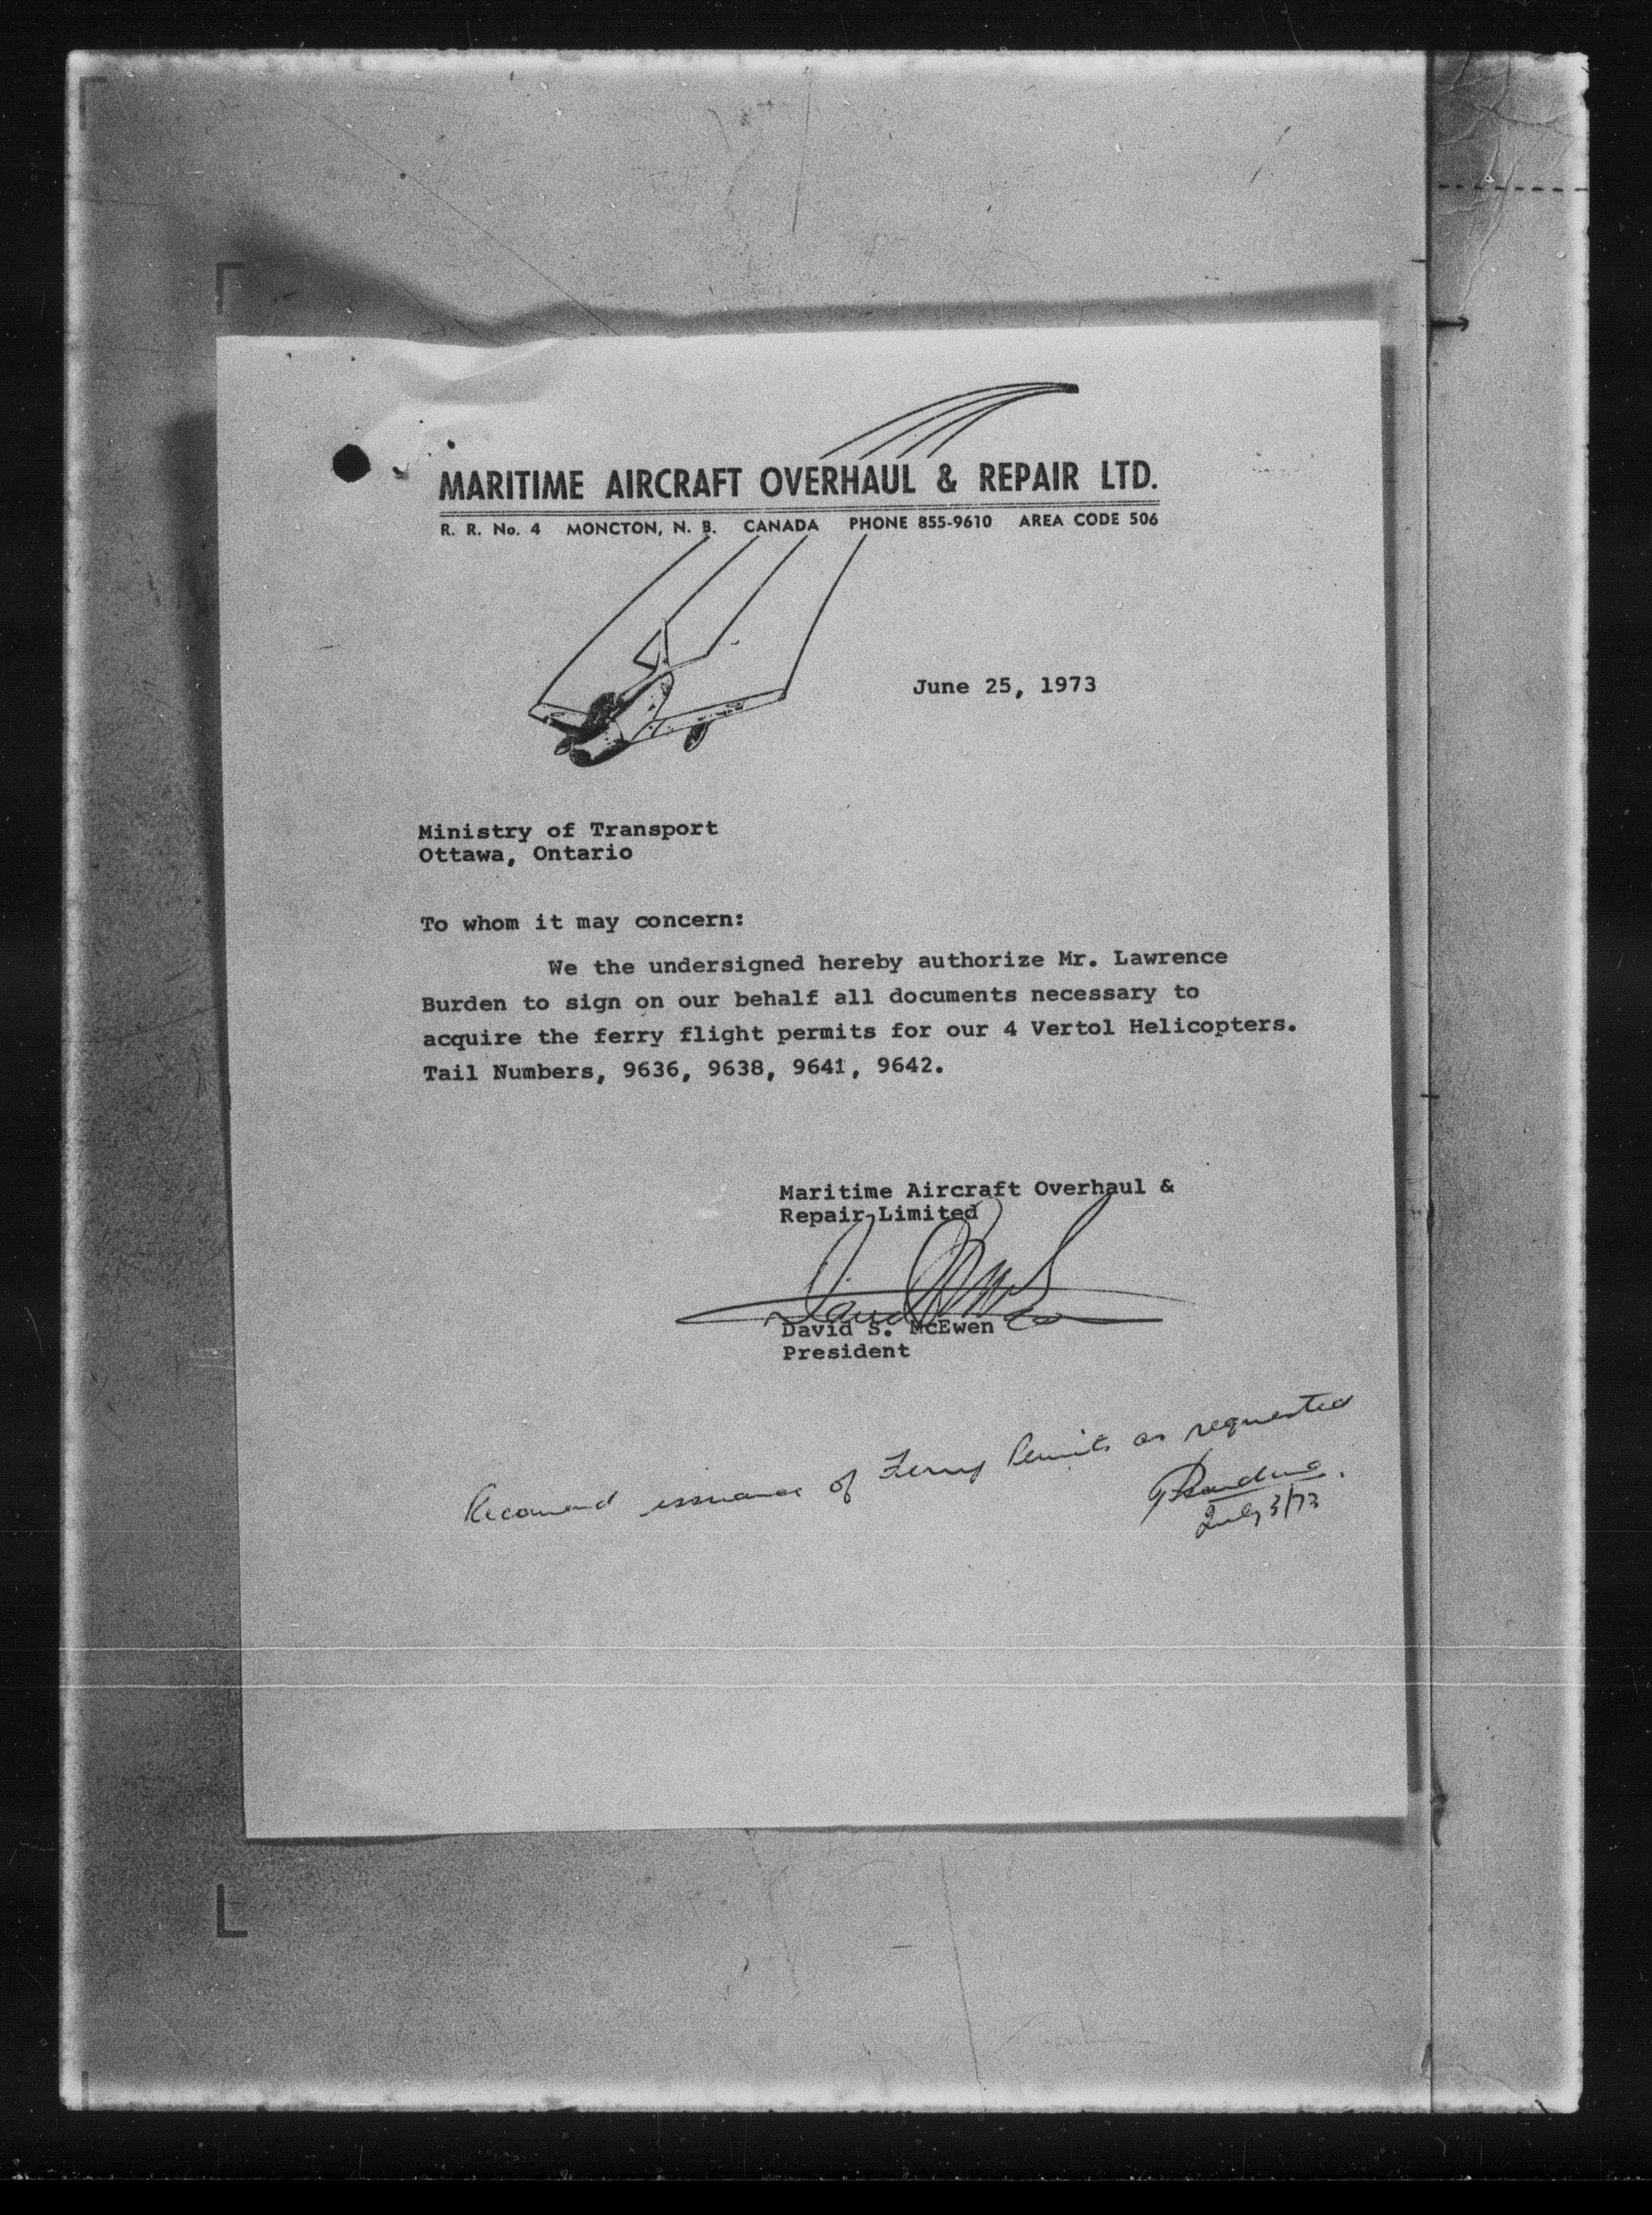 MARITIME AIRCRAFT OVERHAUL & REPAIR LTD.
R. R. No. 4 MONCTON, N. B. CANADA PHONE 855-9610 AREA CODE 506
June 25, 1973
Ministry of Transport
Ottawa, Ontario
To whom it may concern:
We the undersigned hereby authorize Mr. Lawrence
Burden to sign on our behalf all documents necessary to
acquire the ferry flight permits for our 4 Vertol Helicopters.
Tail Numbers, 9636, 9638, 9641, 9642.
Maritime Aircraft Overhaul &
Repair Limited
David S. McEwen
President
Recomend issuance of Ferry Permits as requested
July 3/73